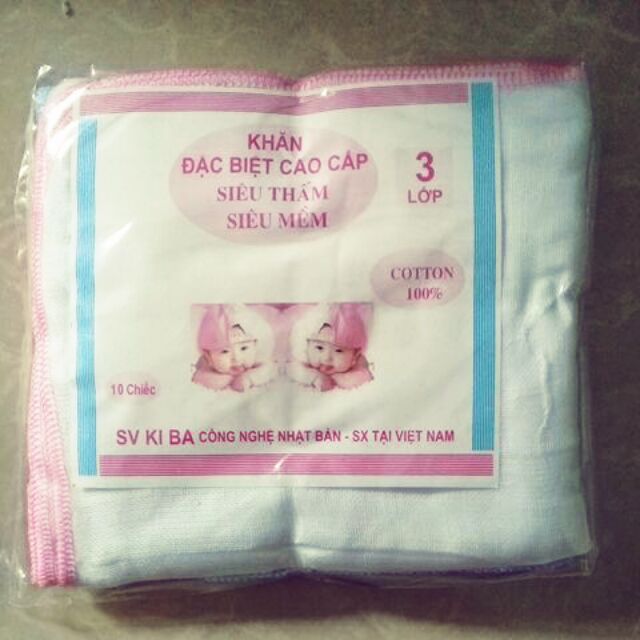 KHĂN
ĐẶC BIỆT CAO CẤP
SIÊU THẤM
SIÊU MỀM
3
LỚP
COTTON
100%
10 Chiếc
SV KI BA CÔNG NGHỆ NHẬT BẢN - SX TẠI VIỆT NAM